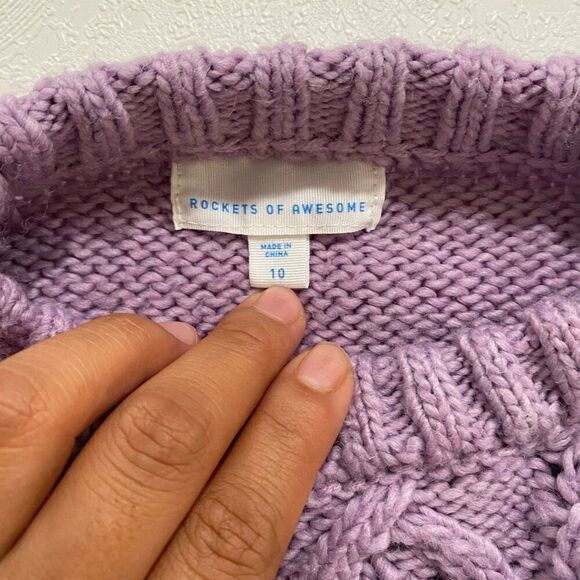 ROCKETS OF AWESOME
MADE IN
CHINA
10